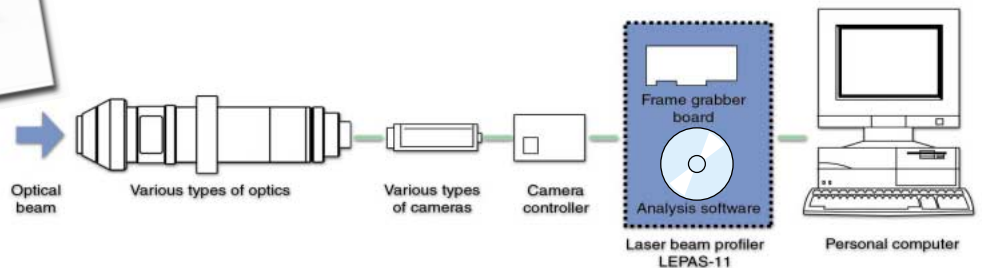 Frame grabber
board
Analysis software
Optical
beam
Various types of optics
Various types
of cameras
Camera
controller
Laser beam profiler
LEPAS-11
Personal computer